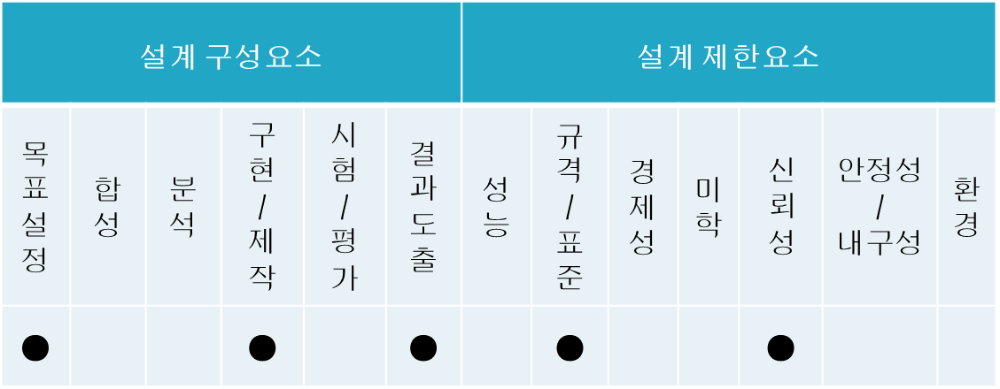 설계 구성요소
설계 제한요소
목표설정
합성
분석
구현/제작
시험/평가
결과도출
성능
규격/표준
경제성
미학
신뢰성
안정성
/
내구성
환경
● ● ● ● ●